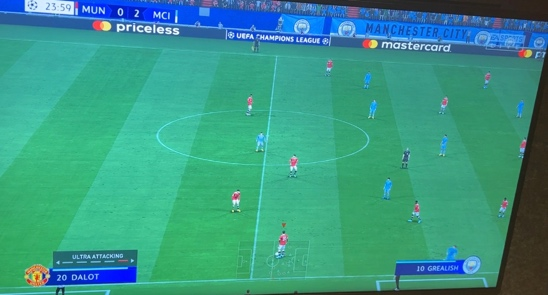 23:59 MUN 0 2 MCI
priceless
UEFA CHAMPIONS LEAGUE
MANCHESTER CITY
mastercard
ULTRA ATTACKING
20 DALOT
10 GREALISH